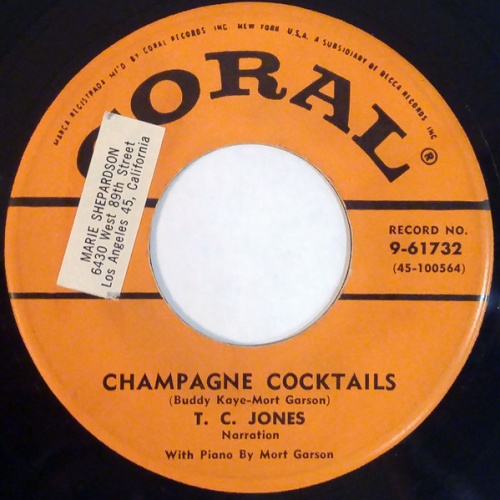 MARCA REGISTRADA MF'D BY CORAL RECORDS INC. NEW YORK U.S.A. A SUBSIDIARY OF DECCA RECORDS INC.
CORAL®
MARIE SHEPARDSON
6430 West 89th Street
Los Angeles 45, California
RECORD NO.
9-61732
(45-100564)
CHAMPAGNE COCKTAILS
(Buddy Kaye-Mort Garson)
T. C. JONES
Narration
With Piano By Mort Garson